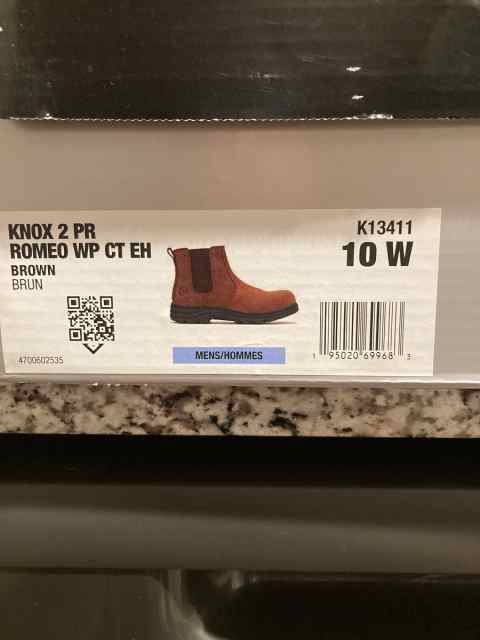 KNOX 2 PR
ROMEO WP CT EH
BROWN
BRUN
4700602535
MENS/HOMMES
K13411
10 W
1 95020 69968 3